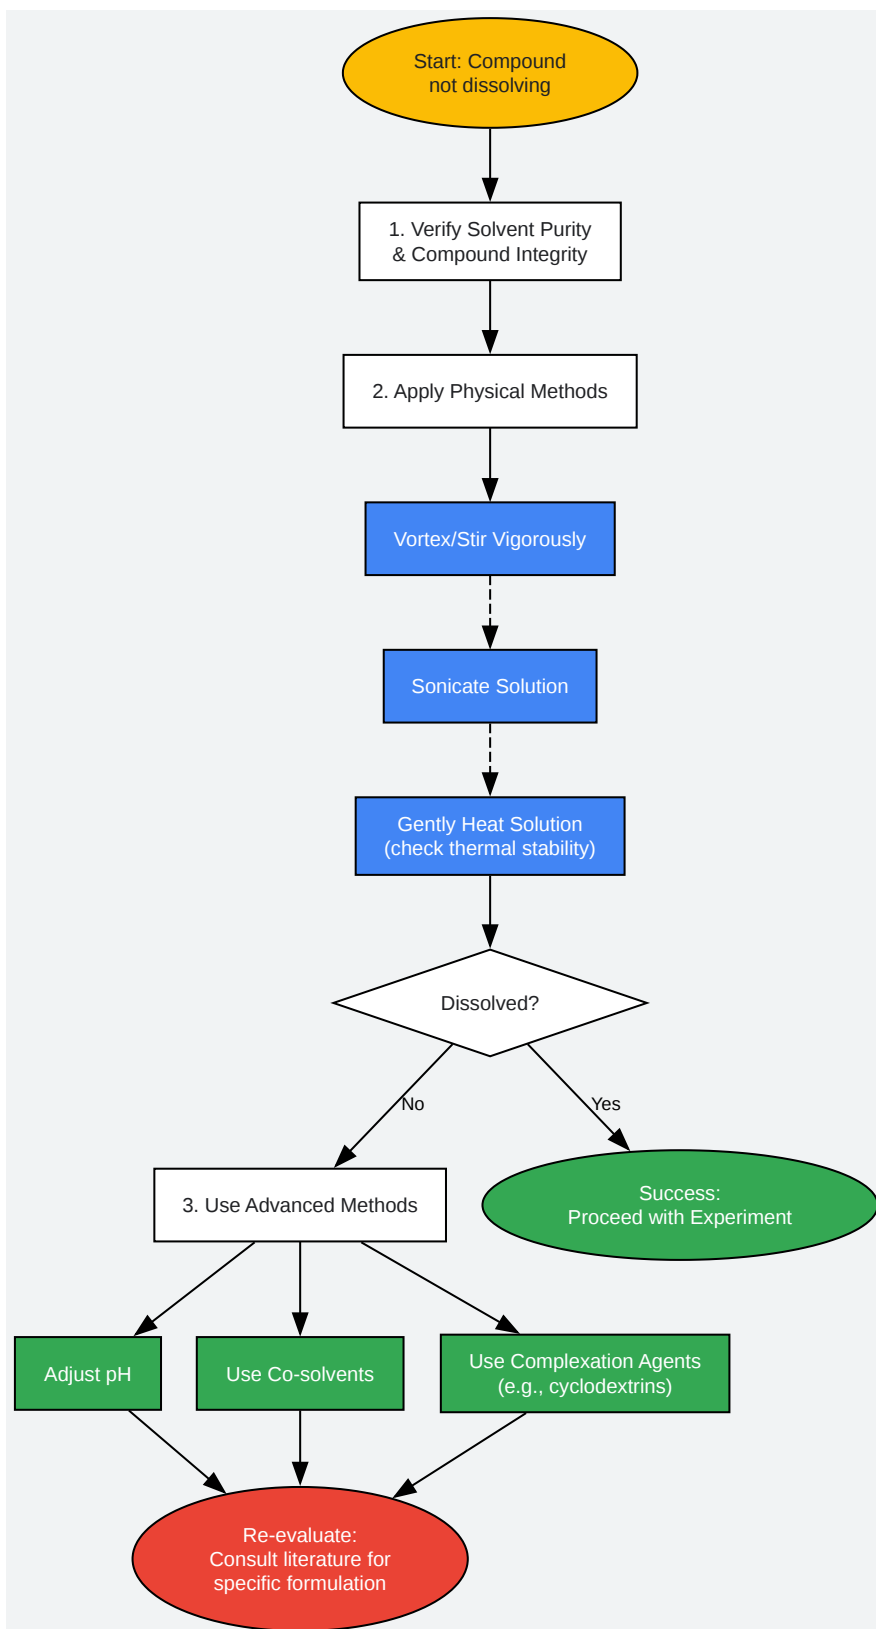 Start: Compound
not dissolving
1. Verify Solvent Purity
& Compound Integrity
2. Apply Physical Methods
Vortex/Stir Vigorously
Sonicate Solution
Gently Heat Solution
(check thermal stability)
Dissolved?
No
Yes
3. Use Advanced Methods
Success:
Proceed with Experiment
Adjust pH
Use Co-solvents
Use Complexation Agents
(e.g., cyclodextrins)
Re-evaluate:
Consult literature for
specific formulation